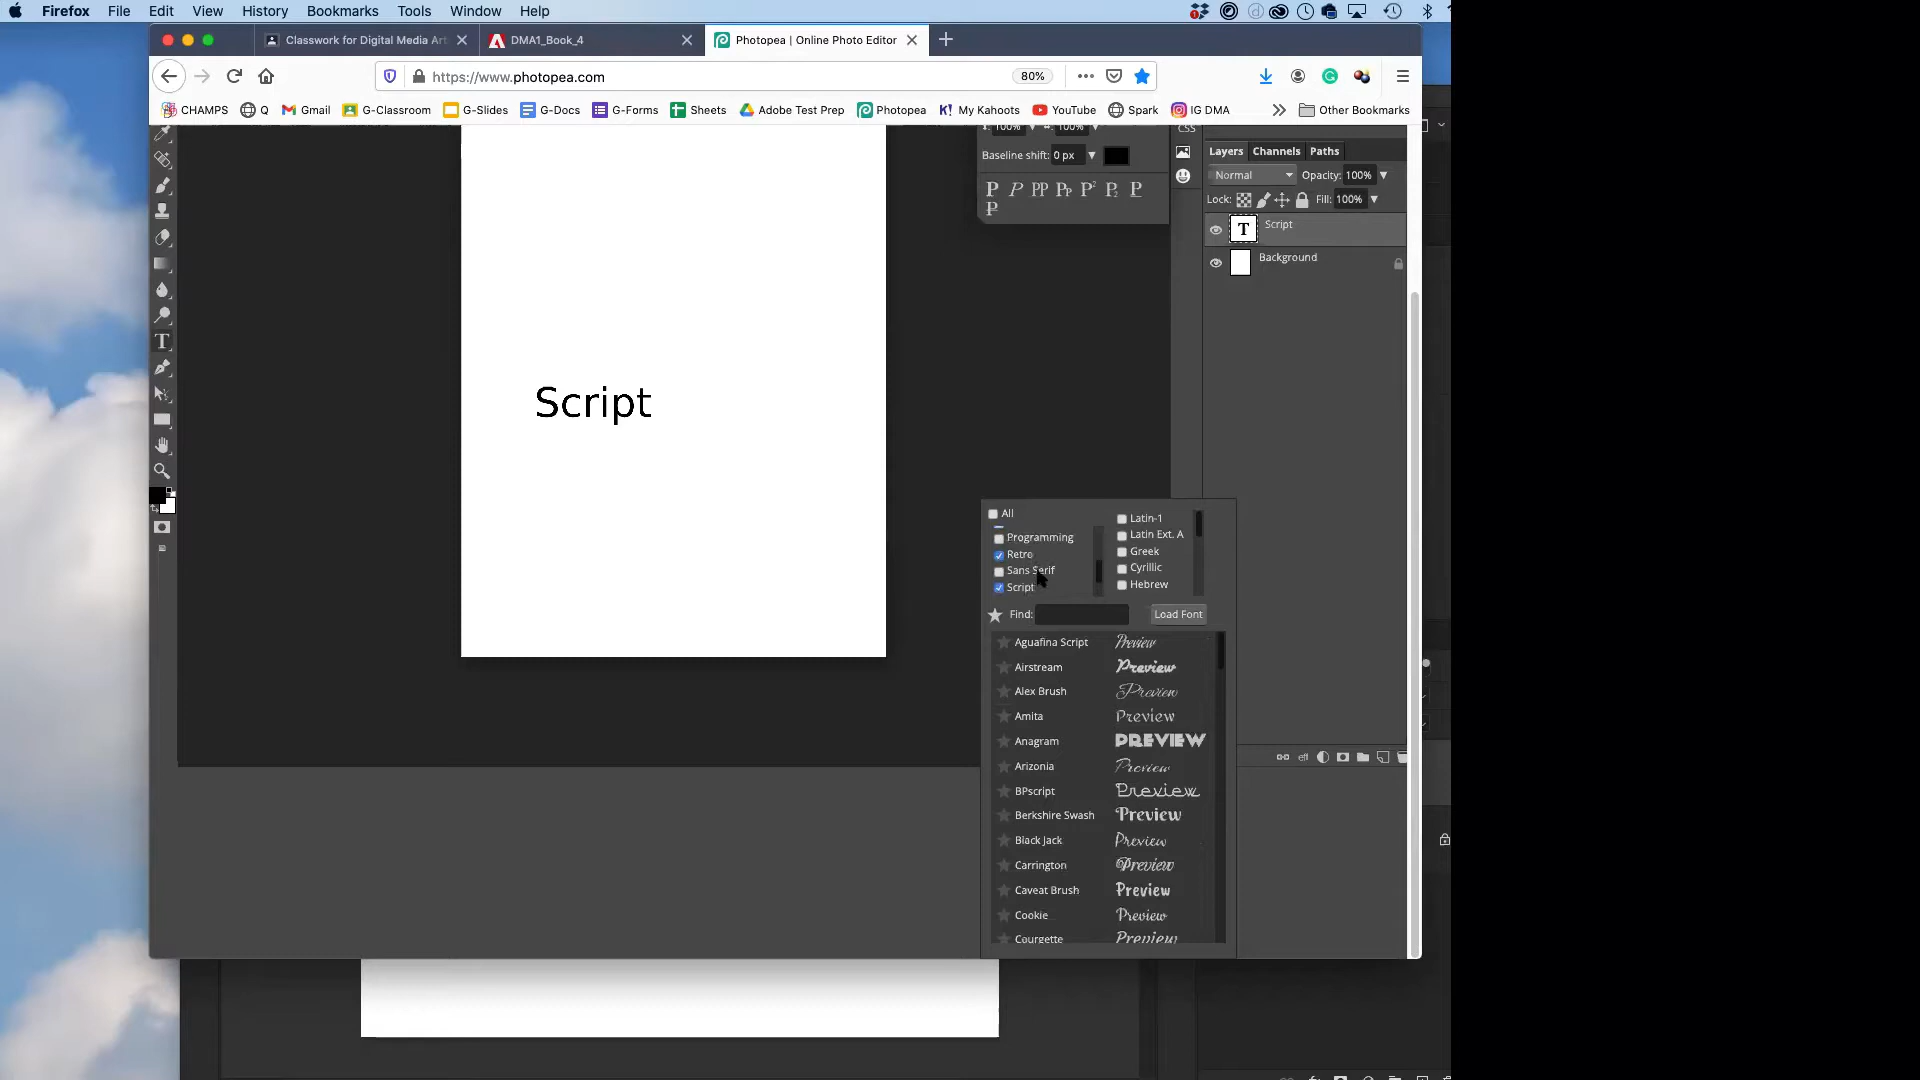 Firefox File Edit View History Bookmarks Tools Window Help
Classwork for Digital Media Art
DMA1_Book_4
Photopea | Online Photo Editor
https://www.photopea.com
80%
CHAMPS Q Gmail G-Classroom G-Slides G-Docs G-Forms Sheets Adobe Test Prep Photopea My Kahoots YouTube Spark IG DMA Other Bookmarks
100% 100%
CSS
Baseline shift: 0 px
Layers Channels Paths
Normal Opacity: 100%
Lock: Fill: 100%
Script
Background
Script
All
Programming
Retro
Sans Serif
Script
Latin-1
Latin Ext. A
Greek
Cyrillic
Hebrew
Find: Load Font
Aguafina Script Preview
Airstream Preview
Alex Brush Preview
Amita Preview
Anagram PREVIEW
Arizonia Preview
BPscript Preview
Berkshire Swash Preview
Black Jack Preview
Carrington Preview
Caveat Brush Preview
Cookie Preview
Courgette Preview
eff